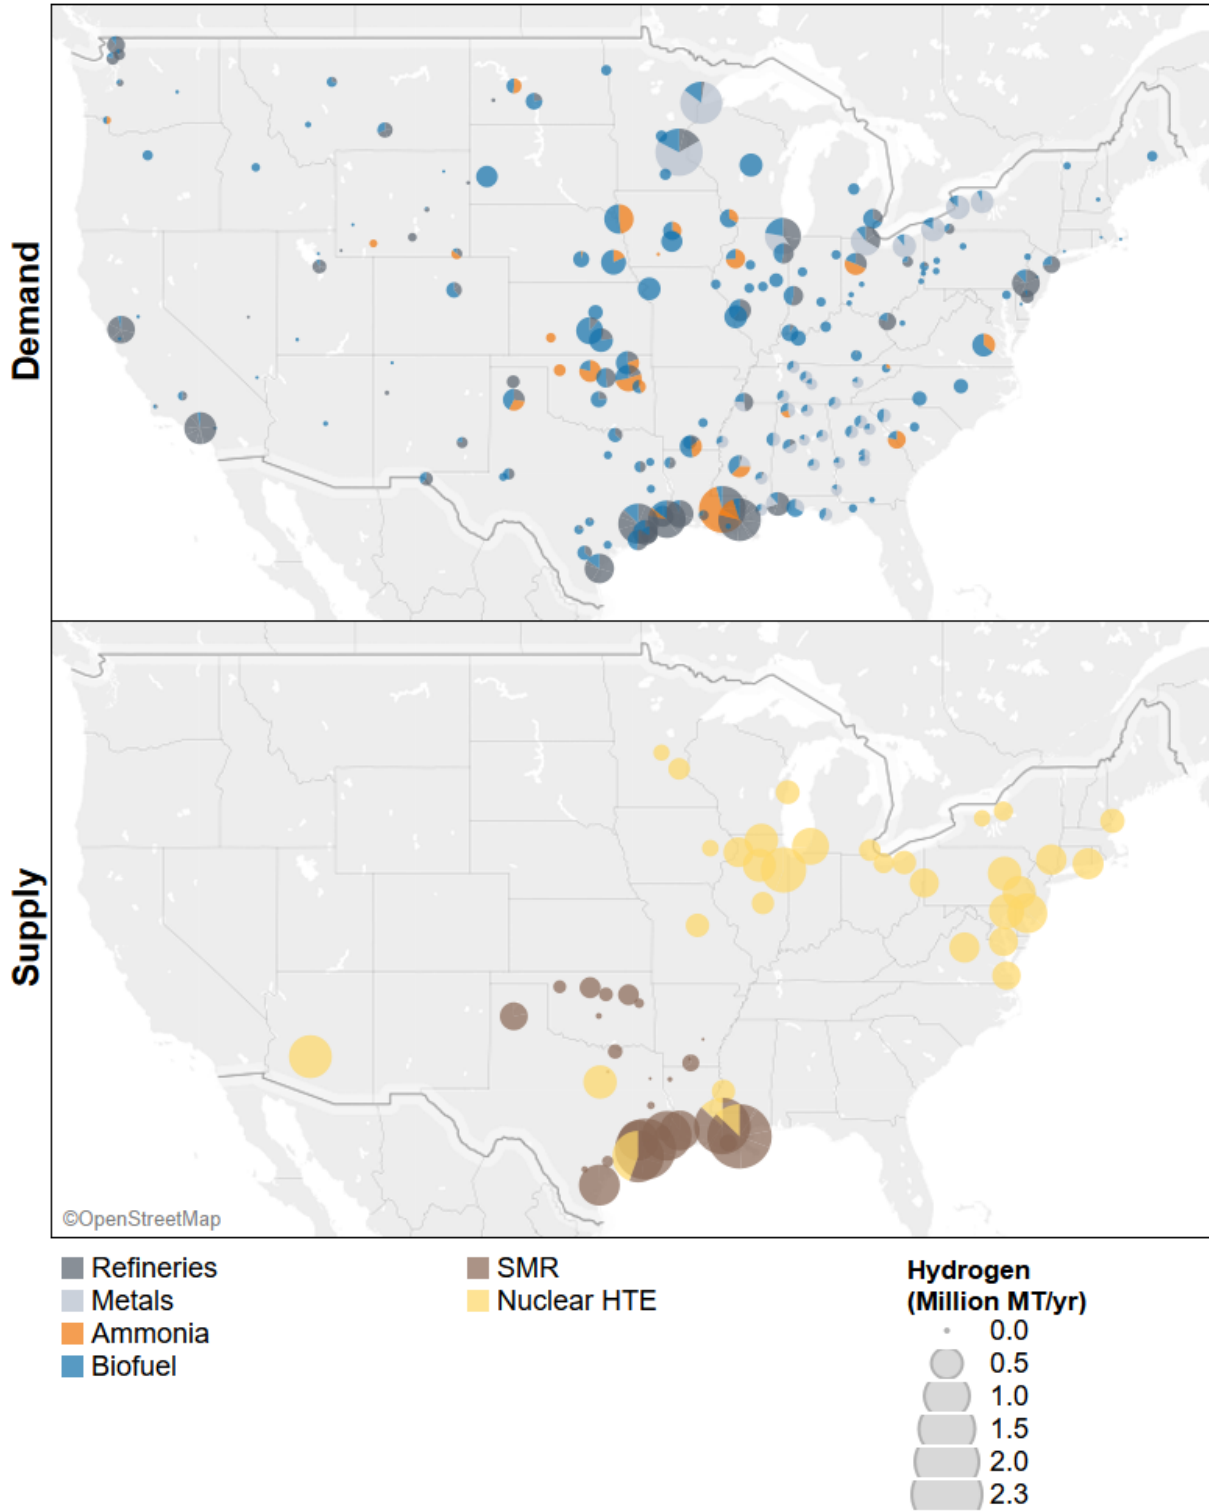 Demand
Supply
©OpenStreetMap
Refineries
Metals
Ammonia
Biofuel
SMR
Nuclear HTE
Hydrogen
(Million MT/yr)
0.0
0.5
1.0
1.5
2.0
2.3